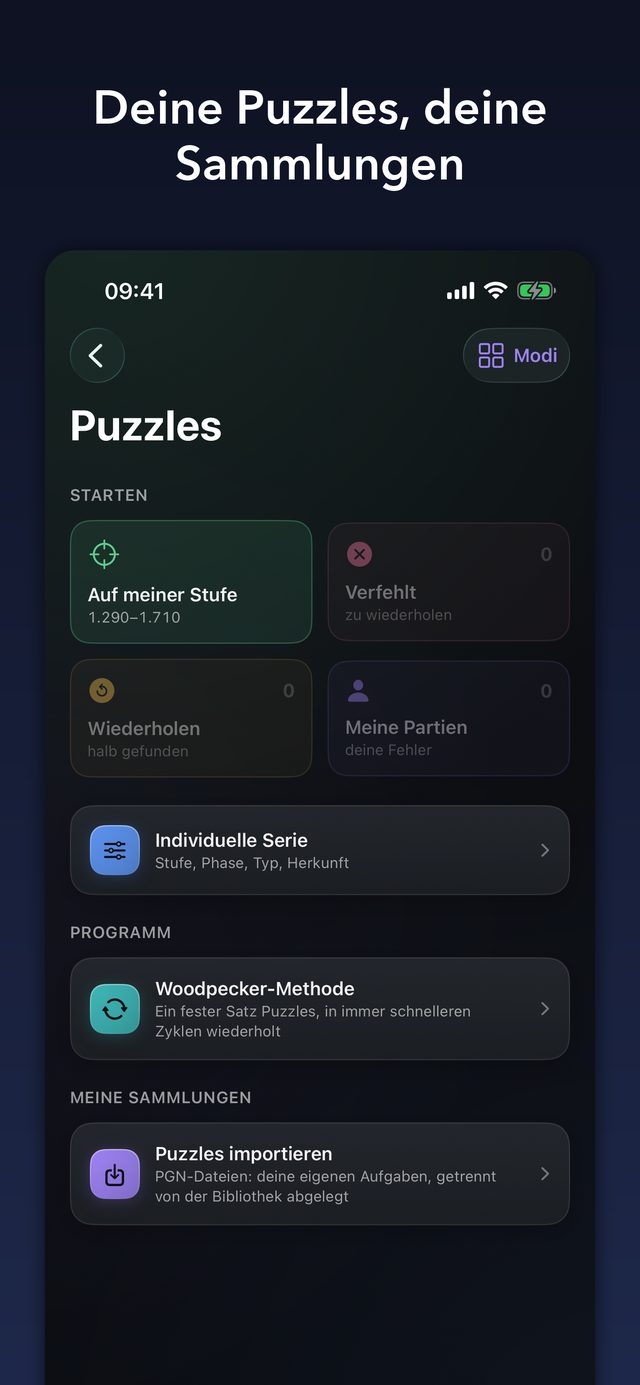 Deine Puzzles, deine
Sammlungen
09:41
Modi
Puzzles
STARTEN
Auf meiner Stufe
1.290–1.710
0
Verfehlt
zu wiederholen
0
Wiederholen
halb gefunden
0
Meine Partien
deine Fehler
Individuelle Serie
Stufe, Phase, Typ, Herkunft
PROGRAMM
Woodpecker-Methode
Ein fester Satz Puzzles, in immer schnelleren
Zyklen wiederholt
MEINE SAMMLUNGEN
Puzzles importieren
PGN-Dateien: deine eigenen Aufgaben, getrennt
von der Bibliothek abgelegt